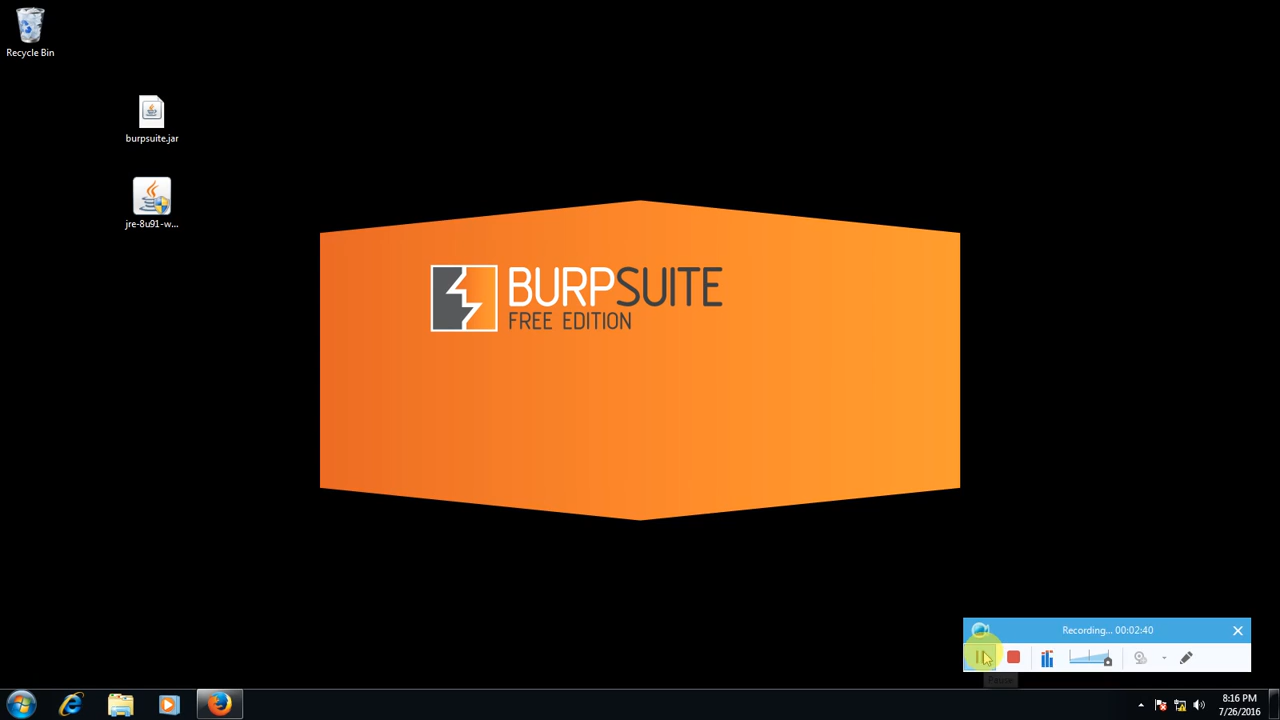 Recycle Bin
burpsuite.jar
jre-8u91-w...
BURPSUITE
FREE EDITION
Recording... 00:02:40
Pause
8:16 PM
7/26/2016